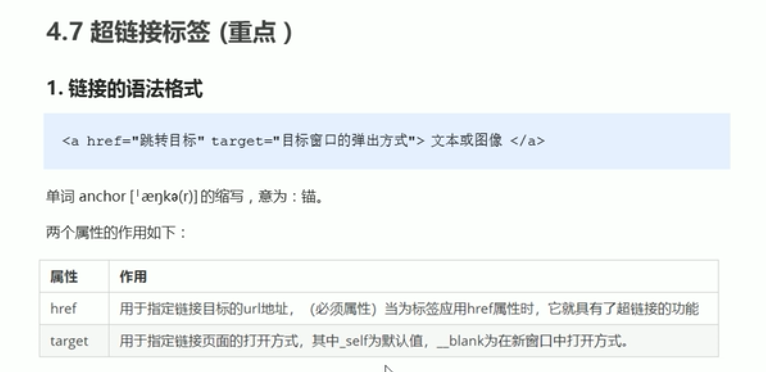 4.7 超链接标签 (重点 )
1. 链接的语法格式
<a href="跳转目标" target="目标窗口的弹出方式"> 文本或图像 </a>
单词 anchor [ˈæŋkə(r)] 的缩写，意为：锚。
两个属性的作用如下：
属性 作用
href 用于指定链接目标的url地址，（必须属性）当为标签应用href属性时，它就具有了超链接的功能
target 用于指定链接页面的打开方式，其中_self为默认值，__blank为在新窗口中打开方式。